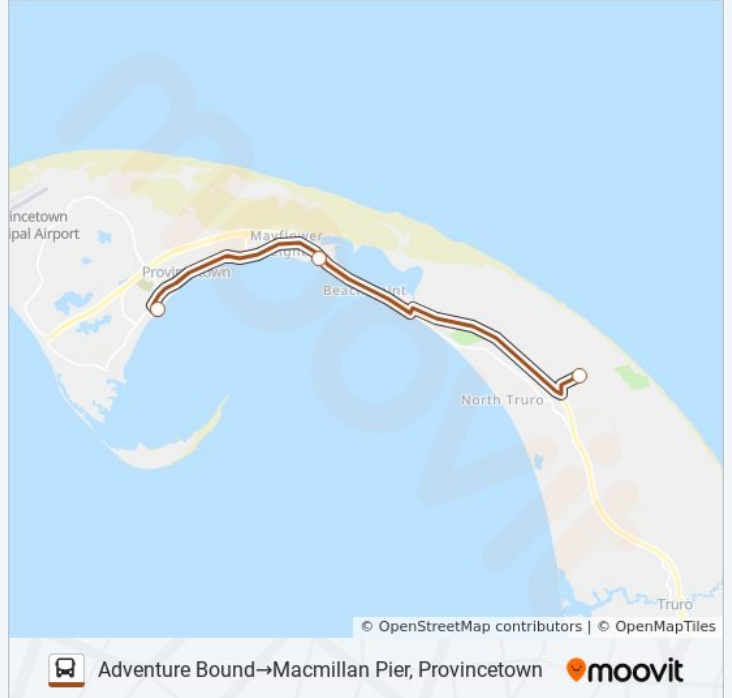 incetown
ipal Airport
Mayflower
Heights
Provincetown
Beach Point
North Truro
Truro
© OpenStreetMap contributors | © OpenMapTiles
Adventure Bound→Macmillan Pier, Provincetown
moovit
moovit